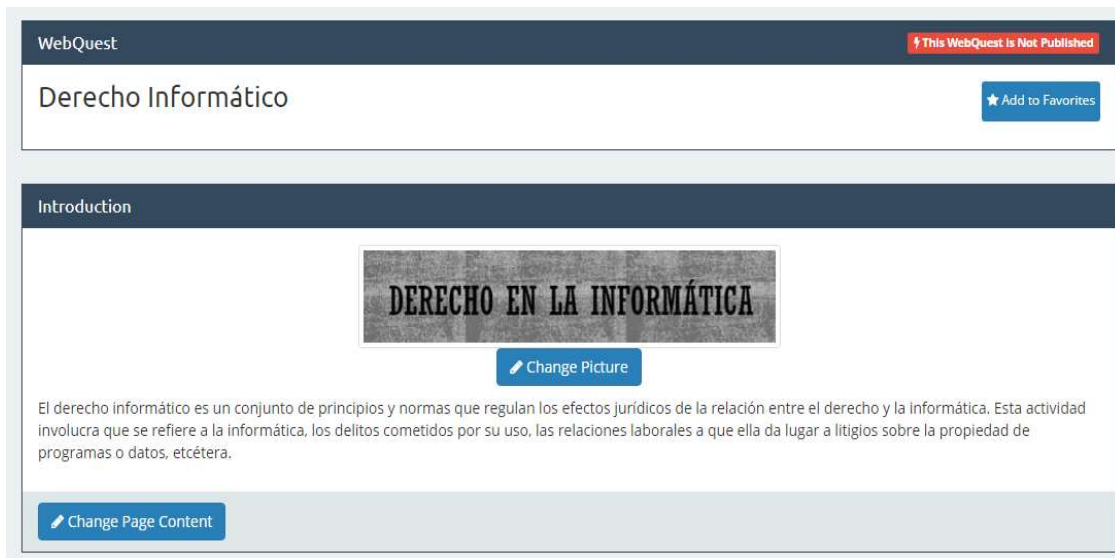 WebQuest
This WebQuest is Not Published
Derecho Informático
Add to Favorites
Introduction
DERECHO EN LA INFORMÁTICA
Change Picture
El derecho informático es un conjunto de principios y normas que regulan los efectos jurídicos de la relación entre el derecho y la informática. Esta actividad
involucra que se refiere a la informática, los delitos cometidos por su uso, las relaciones laborales a que ella da lugar a litigios sobre la propiedad de
programas o datos, etcétera.
Change Page Content